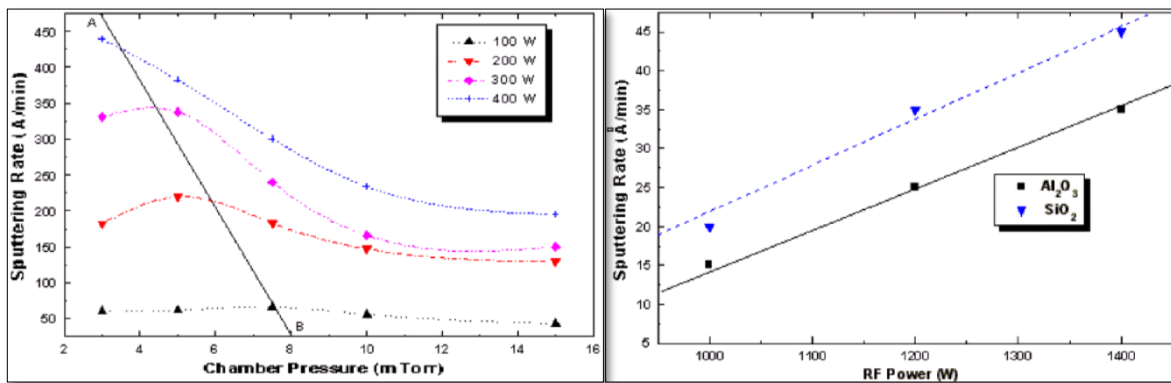 A
450
400
350
300
250
200
150
100
50
Sputtering Rate (Å/min)
100 W
200 W
300 W
400 W
B
2 4 6 8 10 12 14 16
Chamber Pressure (mTorr)
45
40
35
30
25
20
15
10
5
Sputtering Rate (Å/min)
Al₂O₃
SiO₂
1000 1100 1200 1300 1400
RF Power (W)